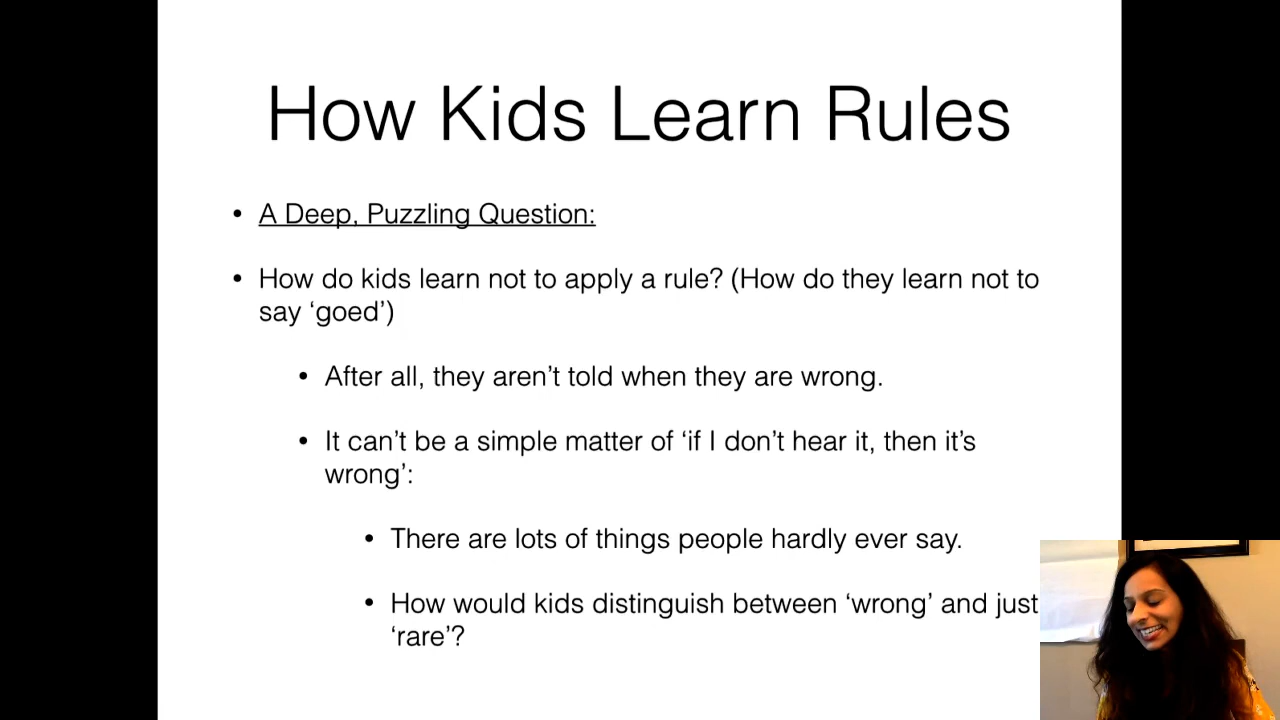 How Kids Learn Rules
• A Deep, Puzzling Question:
• How do kids learn not to apply a rule? (How do they learn not to
say ‘goed’)
• After all, they aren’t told when they are wrong.
• It can’t be a simple matter of ‘if I don’t hear it, then it’s
wrong’:
• There are lots of things people hardly ever say.
• How would kids distinguish between ‘wrong’ and just
‘rare’?